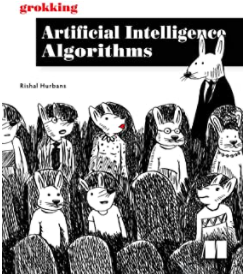 grokking
Artificial Intelligence
Algorithms
Rishal Hurbans